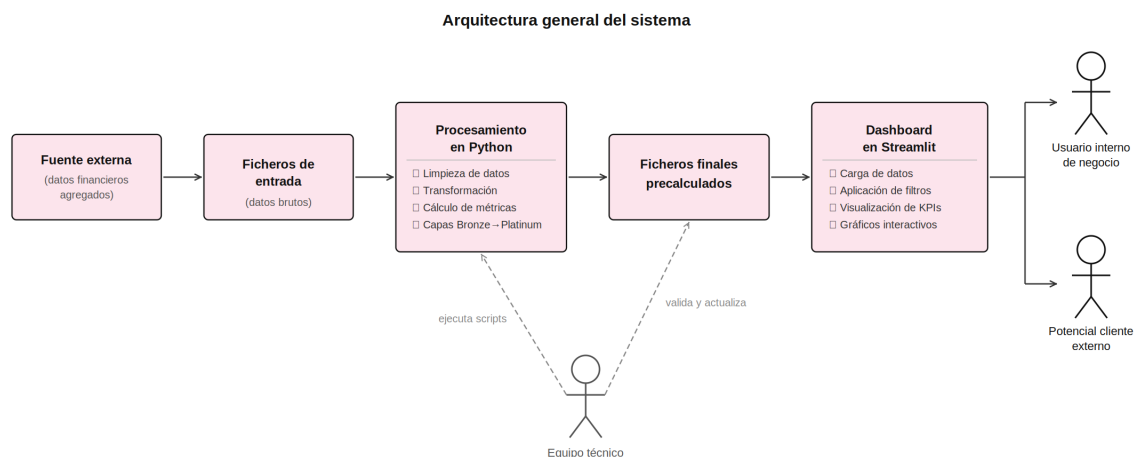 Arquitectura general del sistema
Fuente externa
(datos financieros
agregados)
Ficheros de
entrada
(datos brutos)
Procesamiento
en Python
Limpieza de datos
Transformación
Cálculo de métricas
Capas Bronze→Platinum
Ficheros finales
precalculados
Dashboard
en Streamlit
Carga de datos
Aplicación de filtros
Visualización de KPIs
Gráficos interactivos
Usuario interno
de negocio
Potencial cliente
externo
ejecuta scripts
valida y actualiza
Equipo técnico